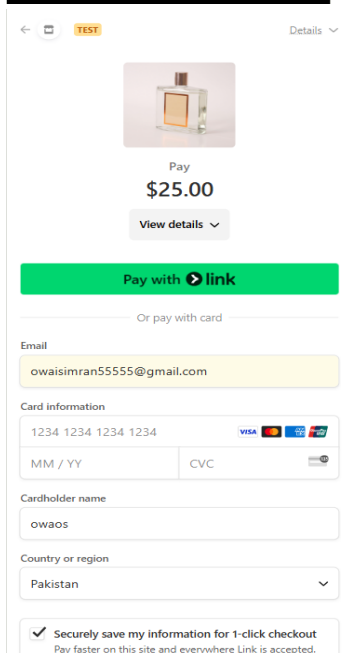 TEST
Details
Pay
$25.00
View details
Pay with link
Or pay with card
Email
owaisimran55555@gmail.com
Card information
1234 1234 1234 1234 VISA
MM / YY CVC
Cardholder name
owaos
Country or region
Pakistan
Securely save my information for 1-click checkout
Pay faster on this site and everywhere Link is accepted.